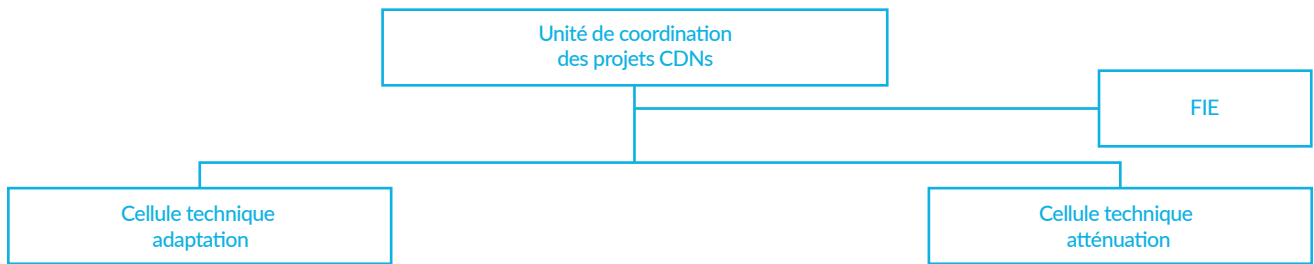 Unité de coordination
des projets CDNs
FIE
Cellule technique
adaptation
Cellule technique
atténuation